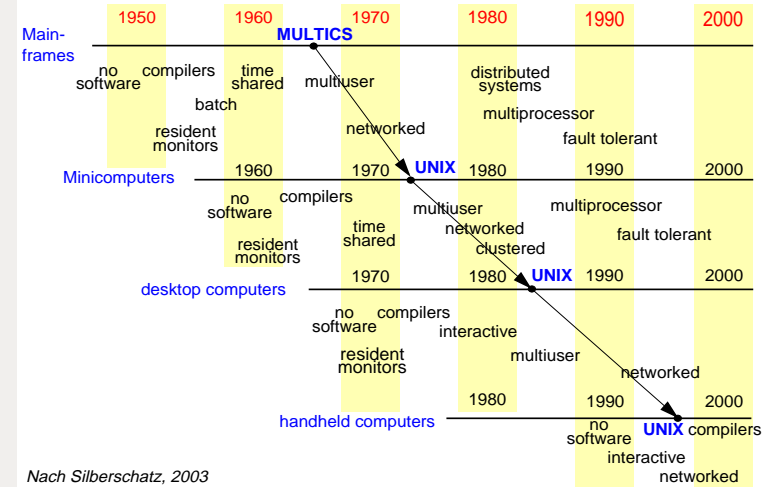 1950 1960 1970 1980 1990 2000
Main-
frames
MULTICS
no
software
compilers
time
shared
multiuser
distributed
systems
batch
multiprocessor
resident
monitors
networked
fault tolerant
Minicomputers
1960 1970 UNIX 1980 1990 2000
no
software
compilers
multiuser
multiprocessor
time
shared
networked
fault tolerant
resident
monitors
clustered
desktop computers
1970 1980 UNIX 1990 2000
no
software
compilers
interactive
resident
monitors
multiuser
networked
handheld computers
1980 1990 2000
no
software
UNIX compilers
interactive
networked
Nach Silberschatz, 2003